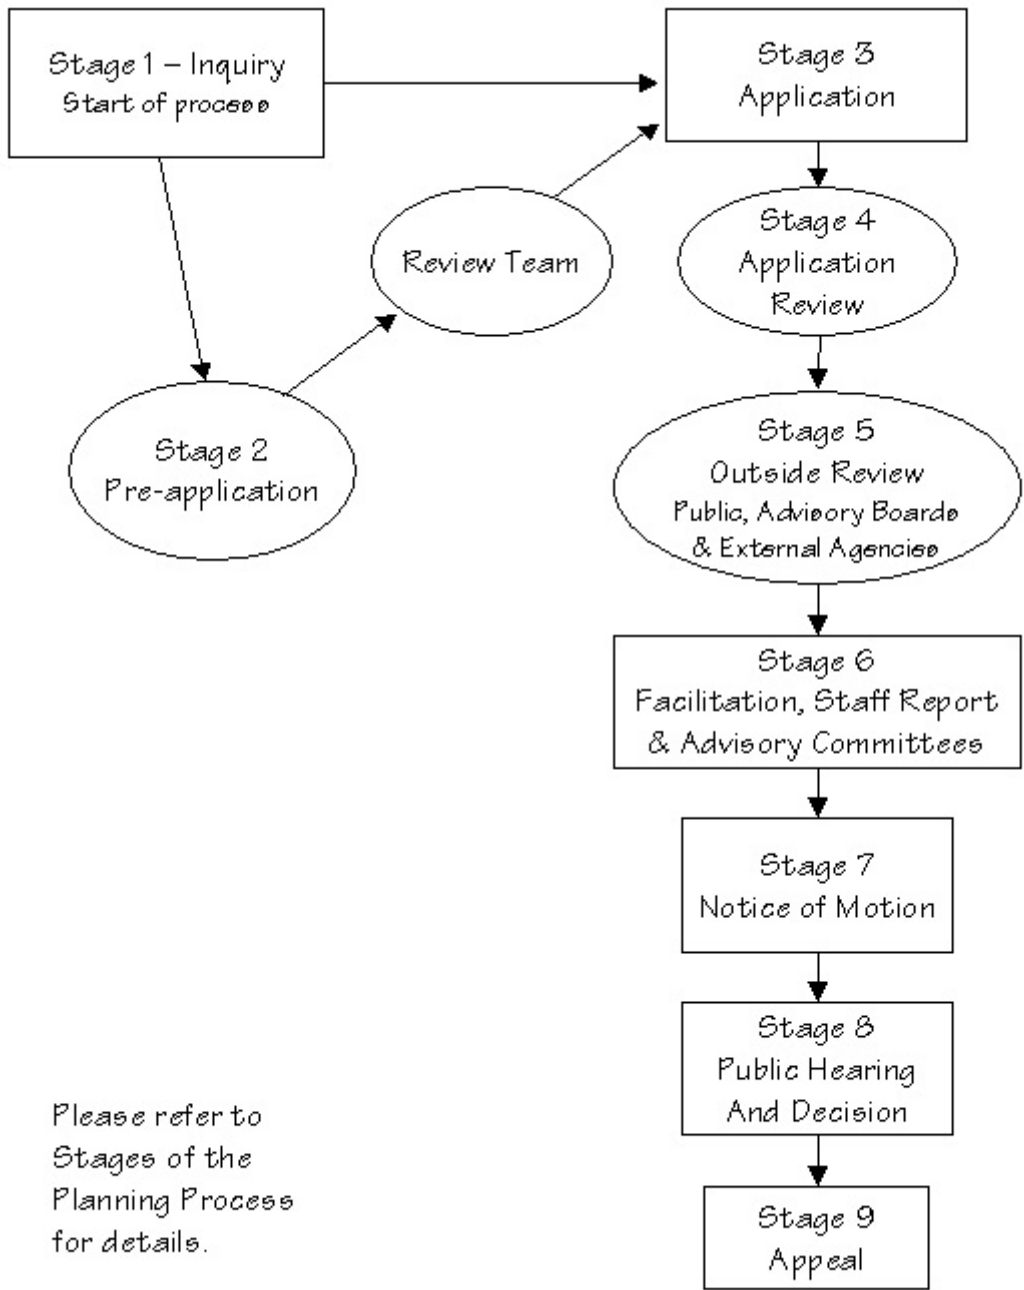 Stage 1 – Inquiry
Start of process
Stage 3
Application
Review Team
Stage 4
Application
Review
Stage 2
Pre-application
Stage 5
Outside Review
Public, Advisory Boards
& External Agencies
Stage 6
Facilitation, Staff Report
& Advisory Committees
Stage 7
Notice of Motion
Stage 8
Public Hearing
And Decision
Stage 9
Appeal
Please refer to
Stages of the
Planning Process
for details.